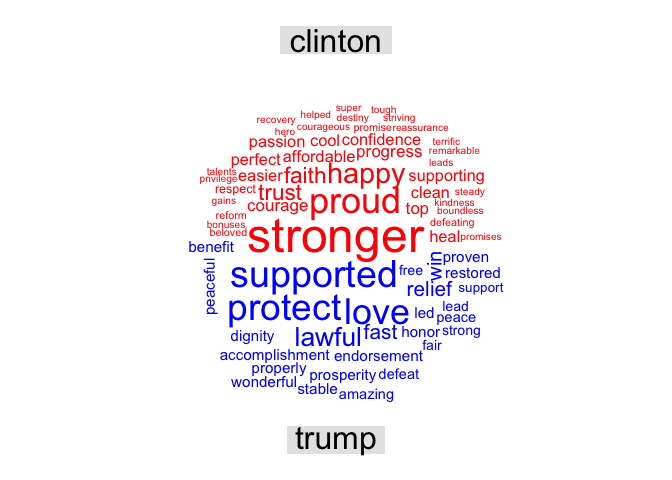 clinton
super tough
recovery helped destiny striving
hero courageous promise reassurance
passion cool confidence terrific
perfect affordable progress remarkable
leads
talents easier faith happy supporting
privilege
respect trust proud clean steady
gains courage top kindness
boundless
reform
bonuses stronger defeating
beloved heal promises
benefit win proven
peaceful supported free restored
relief support
protect love led lead
peace
dignity lawful fast honor strong
fair
accomplishment endorsement
properly prosperity defeat
wonderful stable amazing
trump